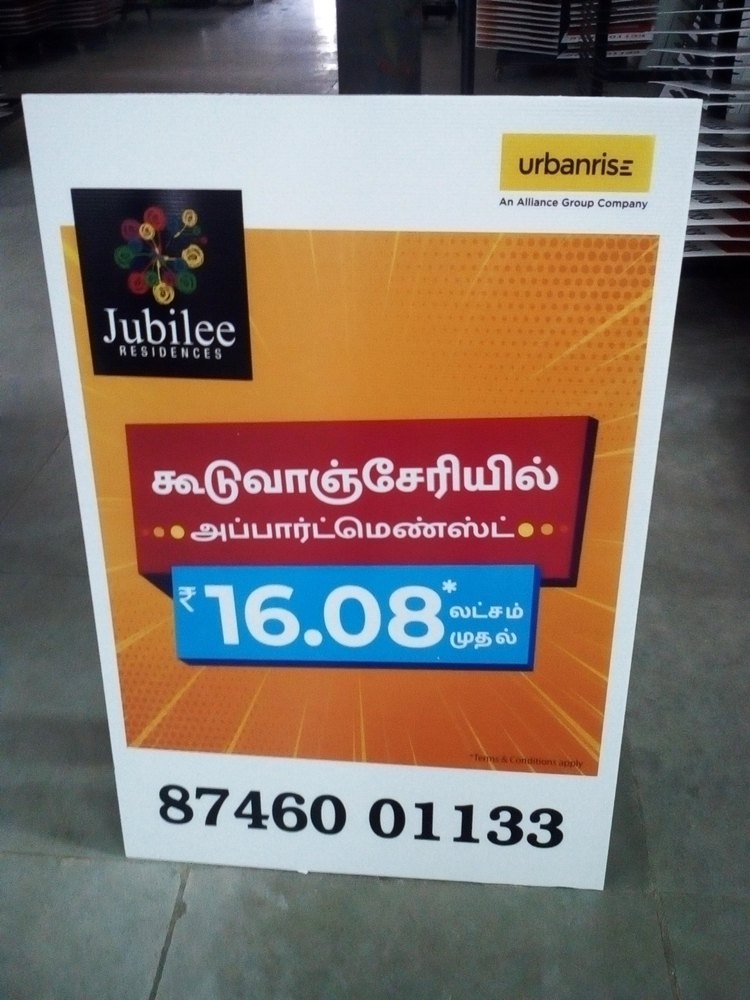 urbanrise
An Alliance Group Company
Jubilee
RESIDENCES
கூடுவாஞ்சேரியில்
அப்பார்ட்மெண்ஸ்ட்
₹16.08*
லட்சம்
முதல்
*Terms & Conditions apply
87460 01133